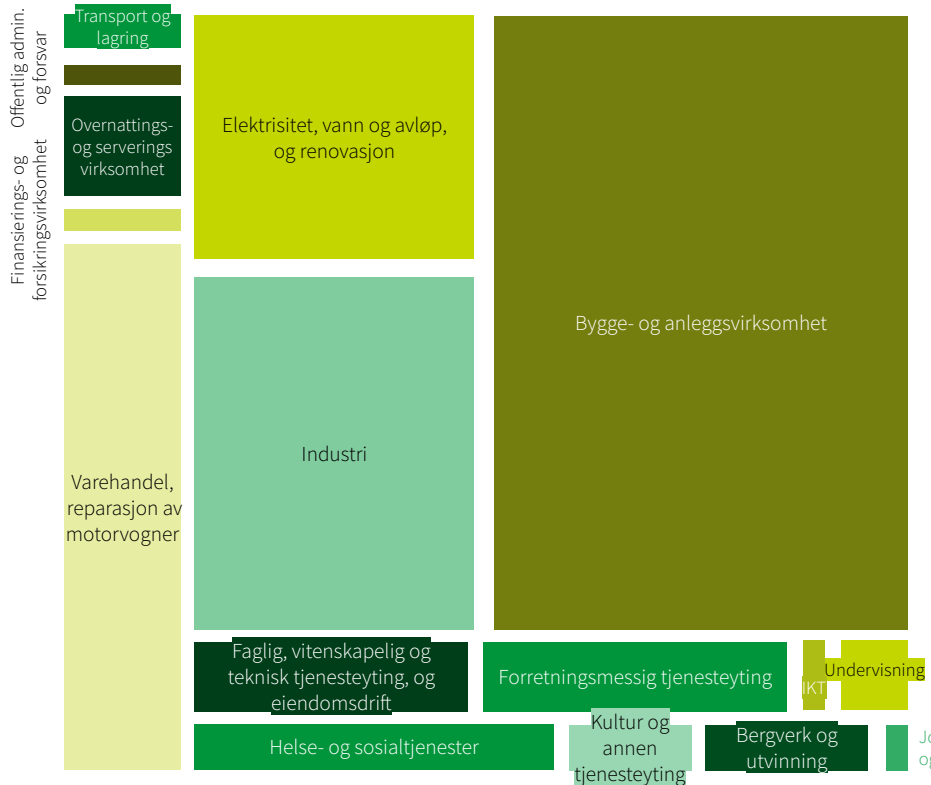 Transport og
lagring
Offentlig admin.
og forsvar
Overnattings-
og serverings
virksomhet
Finansierings- og
forsikringsvirksomhet
Varehandel,
reparasjon av
motorvogner
Elektrisitet, vann og avløp,
og renovasjon
Industri
Bygge- og anleggsvirksomhet
Faglig, vitenskapelig og
teknisk tjenesteyting, og
eiendomsdrift
Forretningsmessig tjenesteyting
IKT
Undervisning
Helse- og sosialtjenester
Kultur og
annen
tjenesteyting
Bergverk og
utvinning